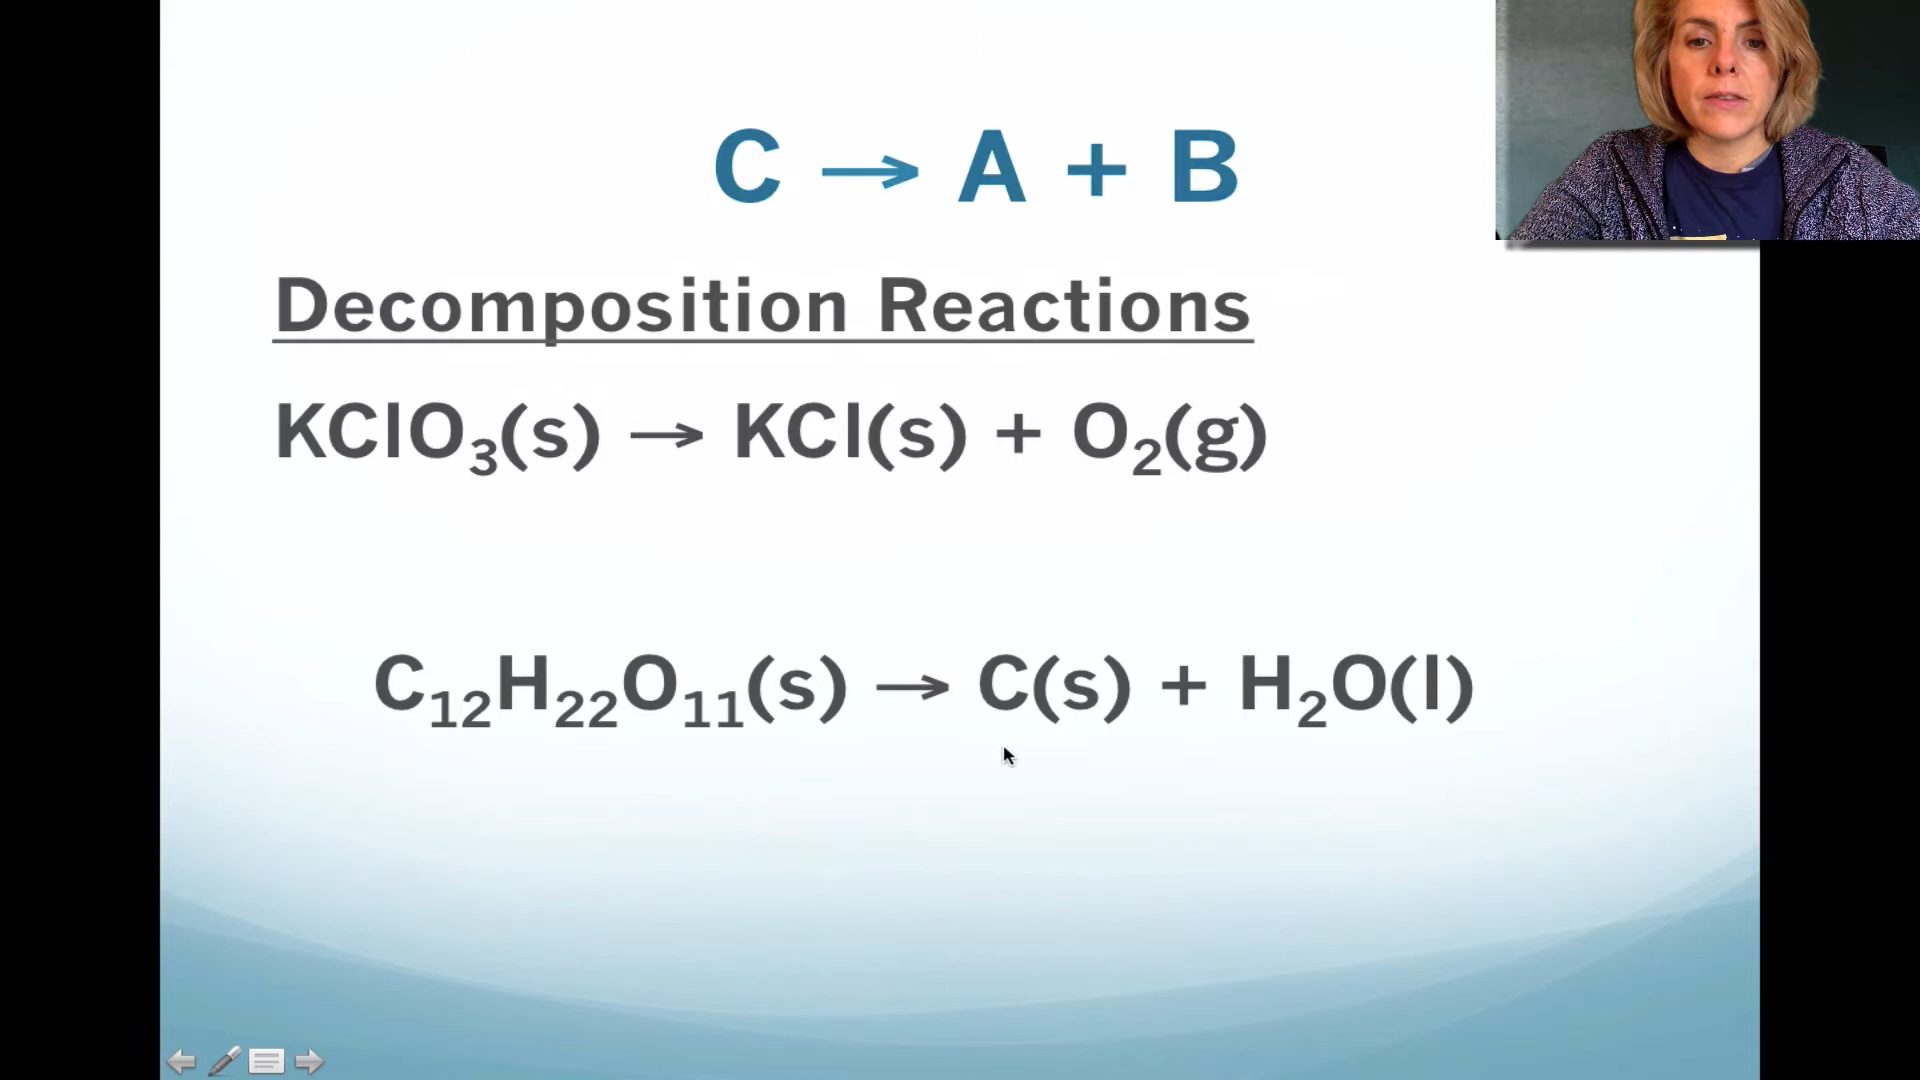 C → A + B
Decomposition Reactions
KClO₃(s) → KCl(s) + O₂(g)
C₁₂H₂₂O₁₁(s) → C(s) + H₂O(l)